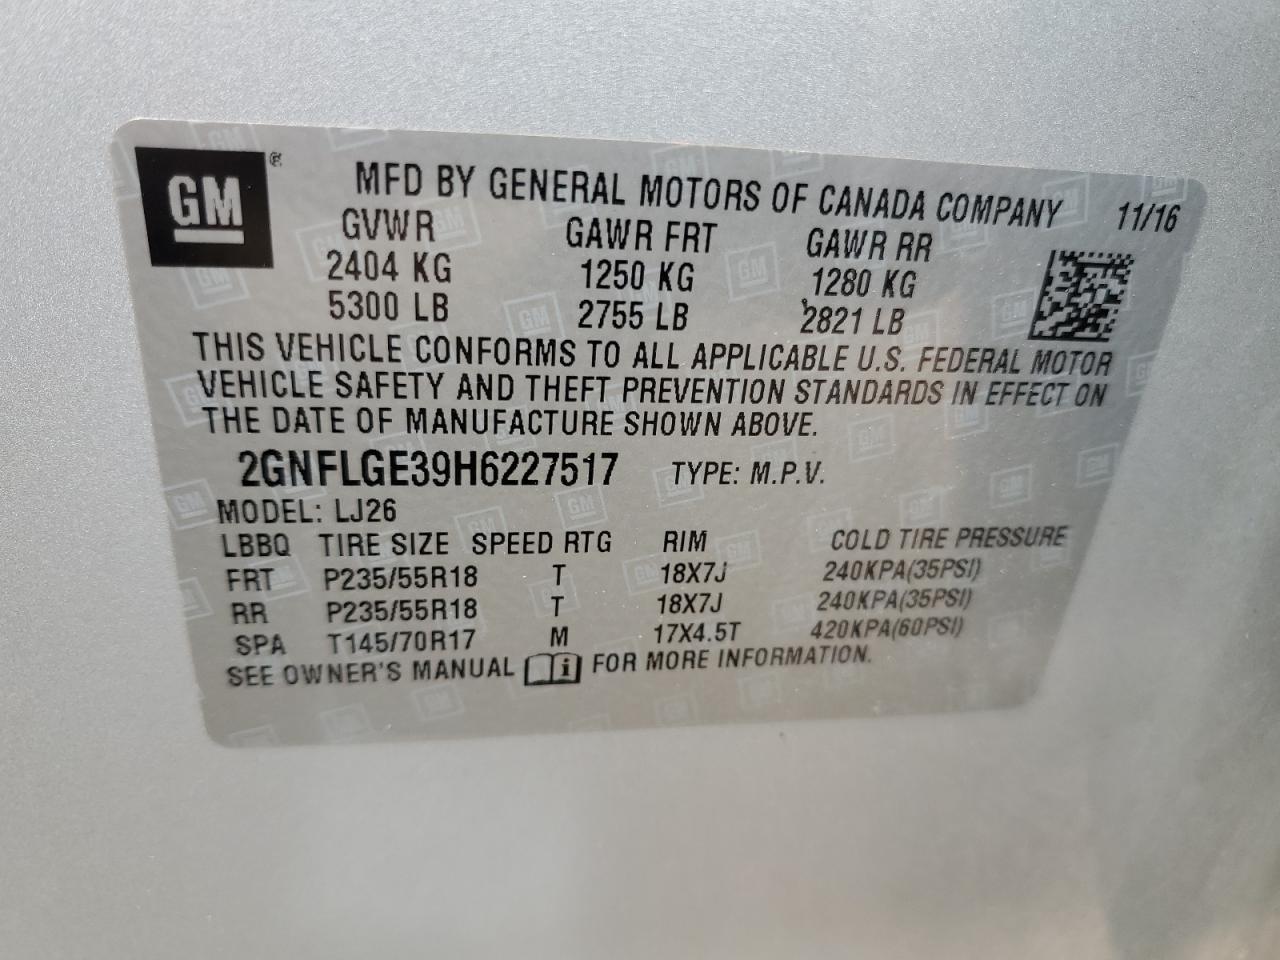 GM ® MFD BY GENERAL MOTORS OF CANADA COMPANY 11/16
GVWR GAWR FRT GAWR RR
2404 KG 1250 KG 1280 KG
5300 LB 2755 LB 2821 LB
THIS VEHICLE CONFORMS TO ALL APPLICABLE U.S. FEDERAL MOTOR
VEHICLE SAFETY AND THEFT PREVENTION STANDARDS IN EFFECT ON
THE DATE OF MANUFACTURE SHOWN ABOVE.
2GNFLGE39H6227517 TYPE: M.P.V.
MODEL: LJ26
LBBQ TIRE SIZE SPEED RTG RIM COLD TIRE PRESSURE
FRT P235/55R18 T 18X7J 240KPA(35PSI)
RR P235/55R18 T 18X7J 240KPA(35PSI)
SPA T145/70R17 M 17X4.5T 420KPA(60PSI)
SEE OWNER'S MANUAL i FOR MORE INFORMATION.